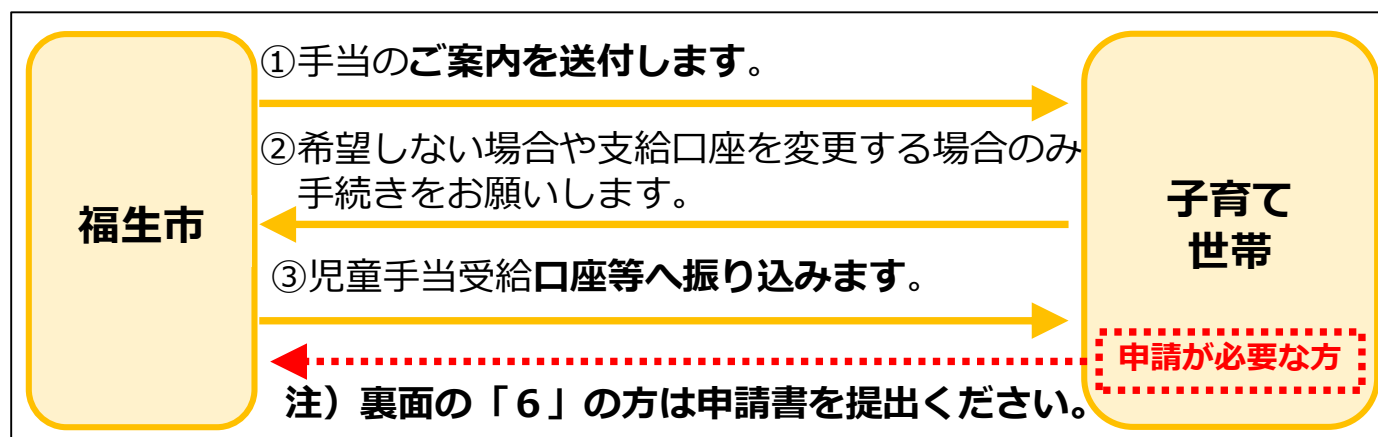 福生市
①手当のご案内を送付します。
②希望しない場合や支給口座を変更する場合のみ
手続きをお願いします。
③児童手当受給口座等へ振り込みます。
子育て
世帯
申請が必要な方
注）裏面の「６」の方は申請書を提出ください。